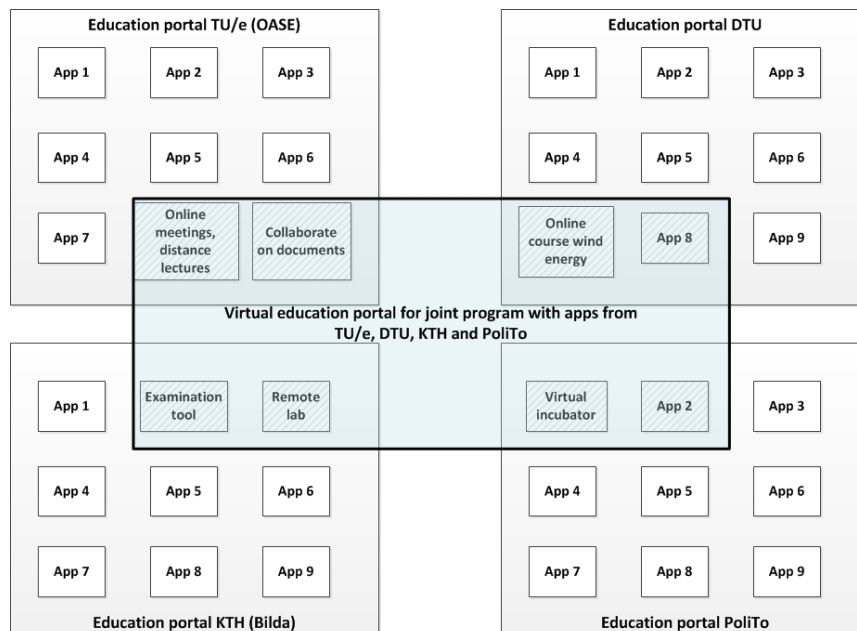 Education portal TU/e (OASE)
App 1
App 2
App 3
App 4
App 5
App 6
App 7
Online
meetings,
distance
lectures
Collaborate
on documents
Education portal DTU
App 1
App 2
App 3
App 4
App 5
App 6
Online
course wind
energy
App 8
App 9
Virtual education portal for joint program with apps from
TU/e, DTU, KTH and PoliTo
App 1
Examination
tool
Remote
lab
App 4
App 5
App 6
App 7
App 8
App 9
Education portal KTH (Bilda)
Virtual
incubator
App 2
App 3
App 4
App 5
App 6
App 7
App 8
App 9
Education portal PoliTo